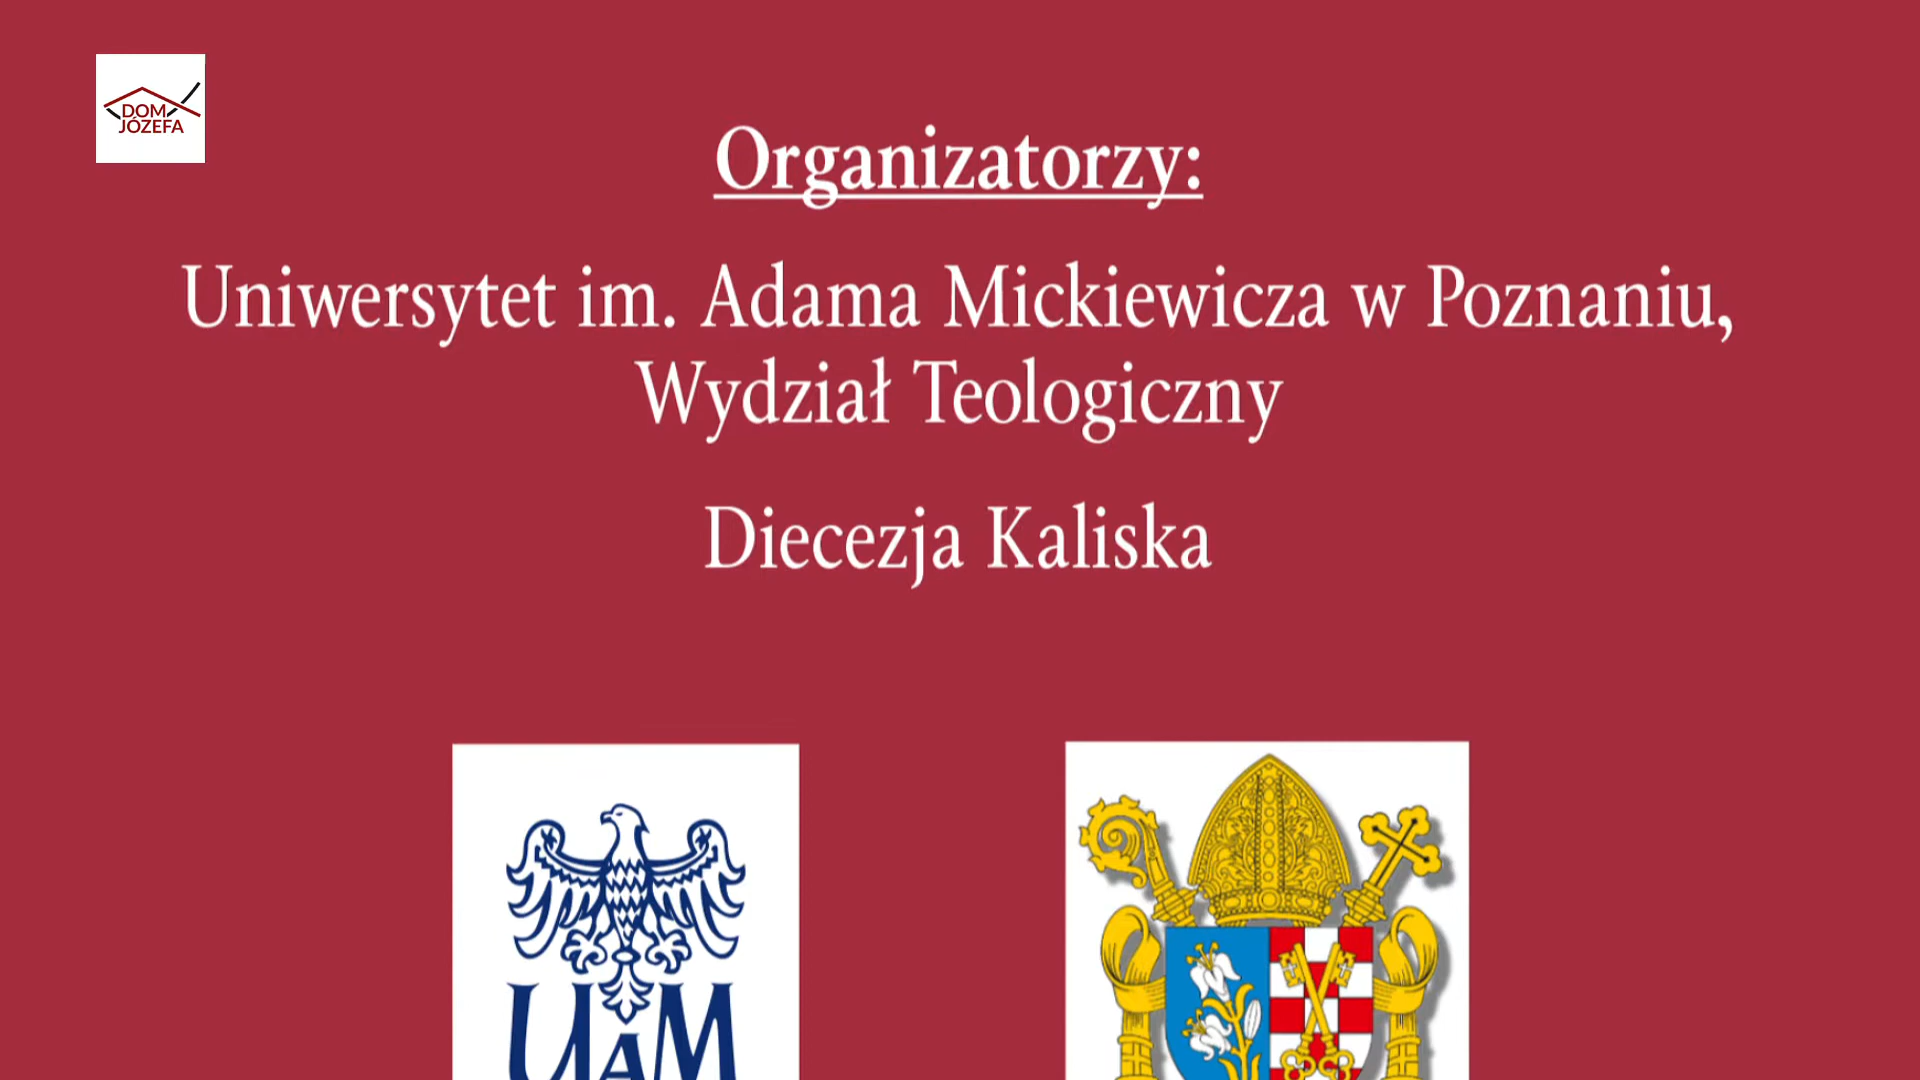 DOM
JÓZEFA
Organizatorzy:
Uniwersytet im. Adama Mickiewicza w Poznaniu,
Wydział Teologiczny
Diecezja Kaliska
UAM